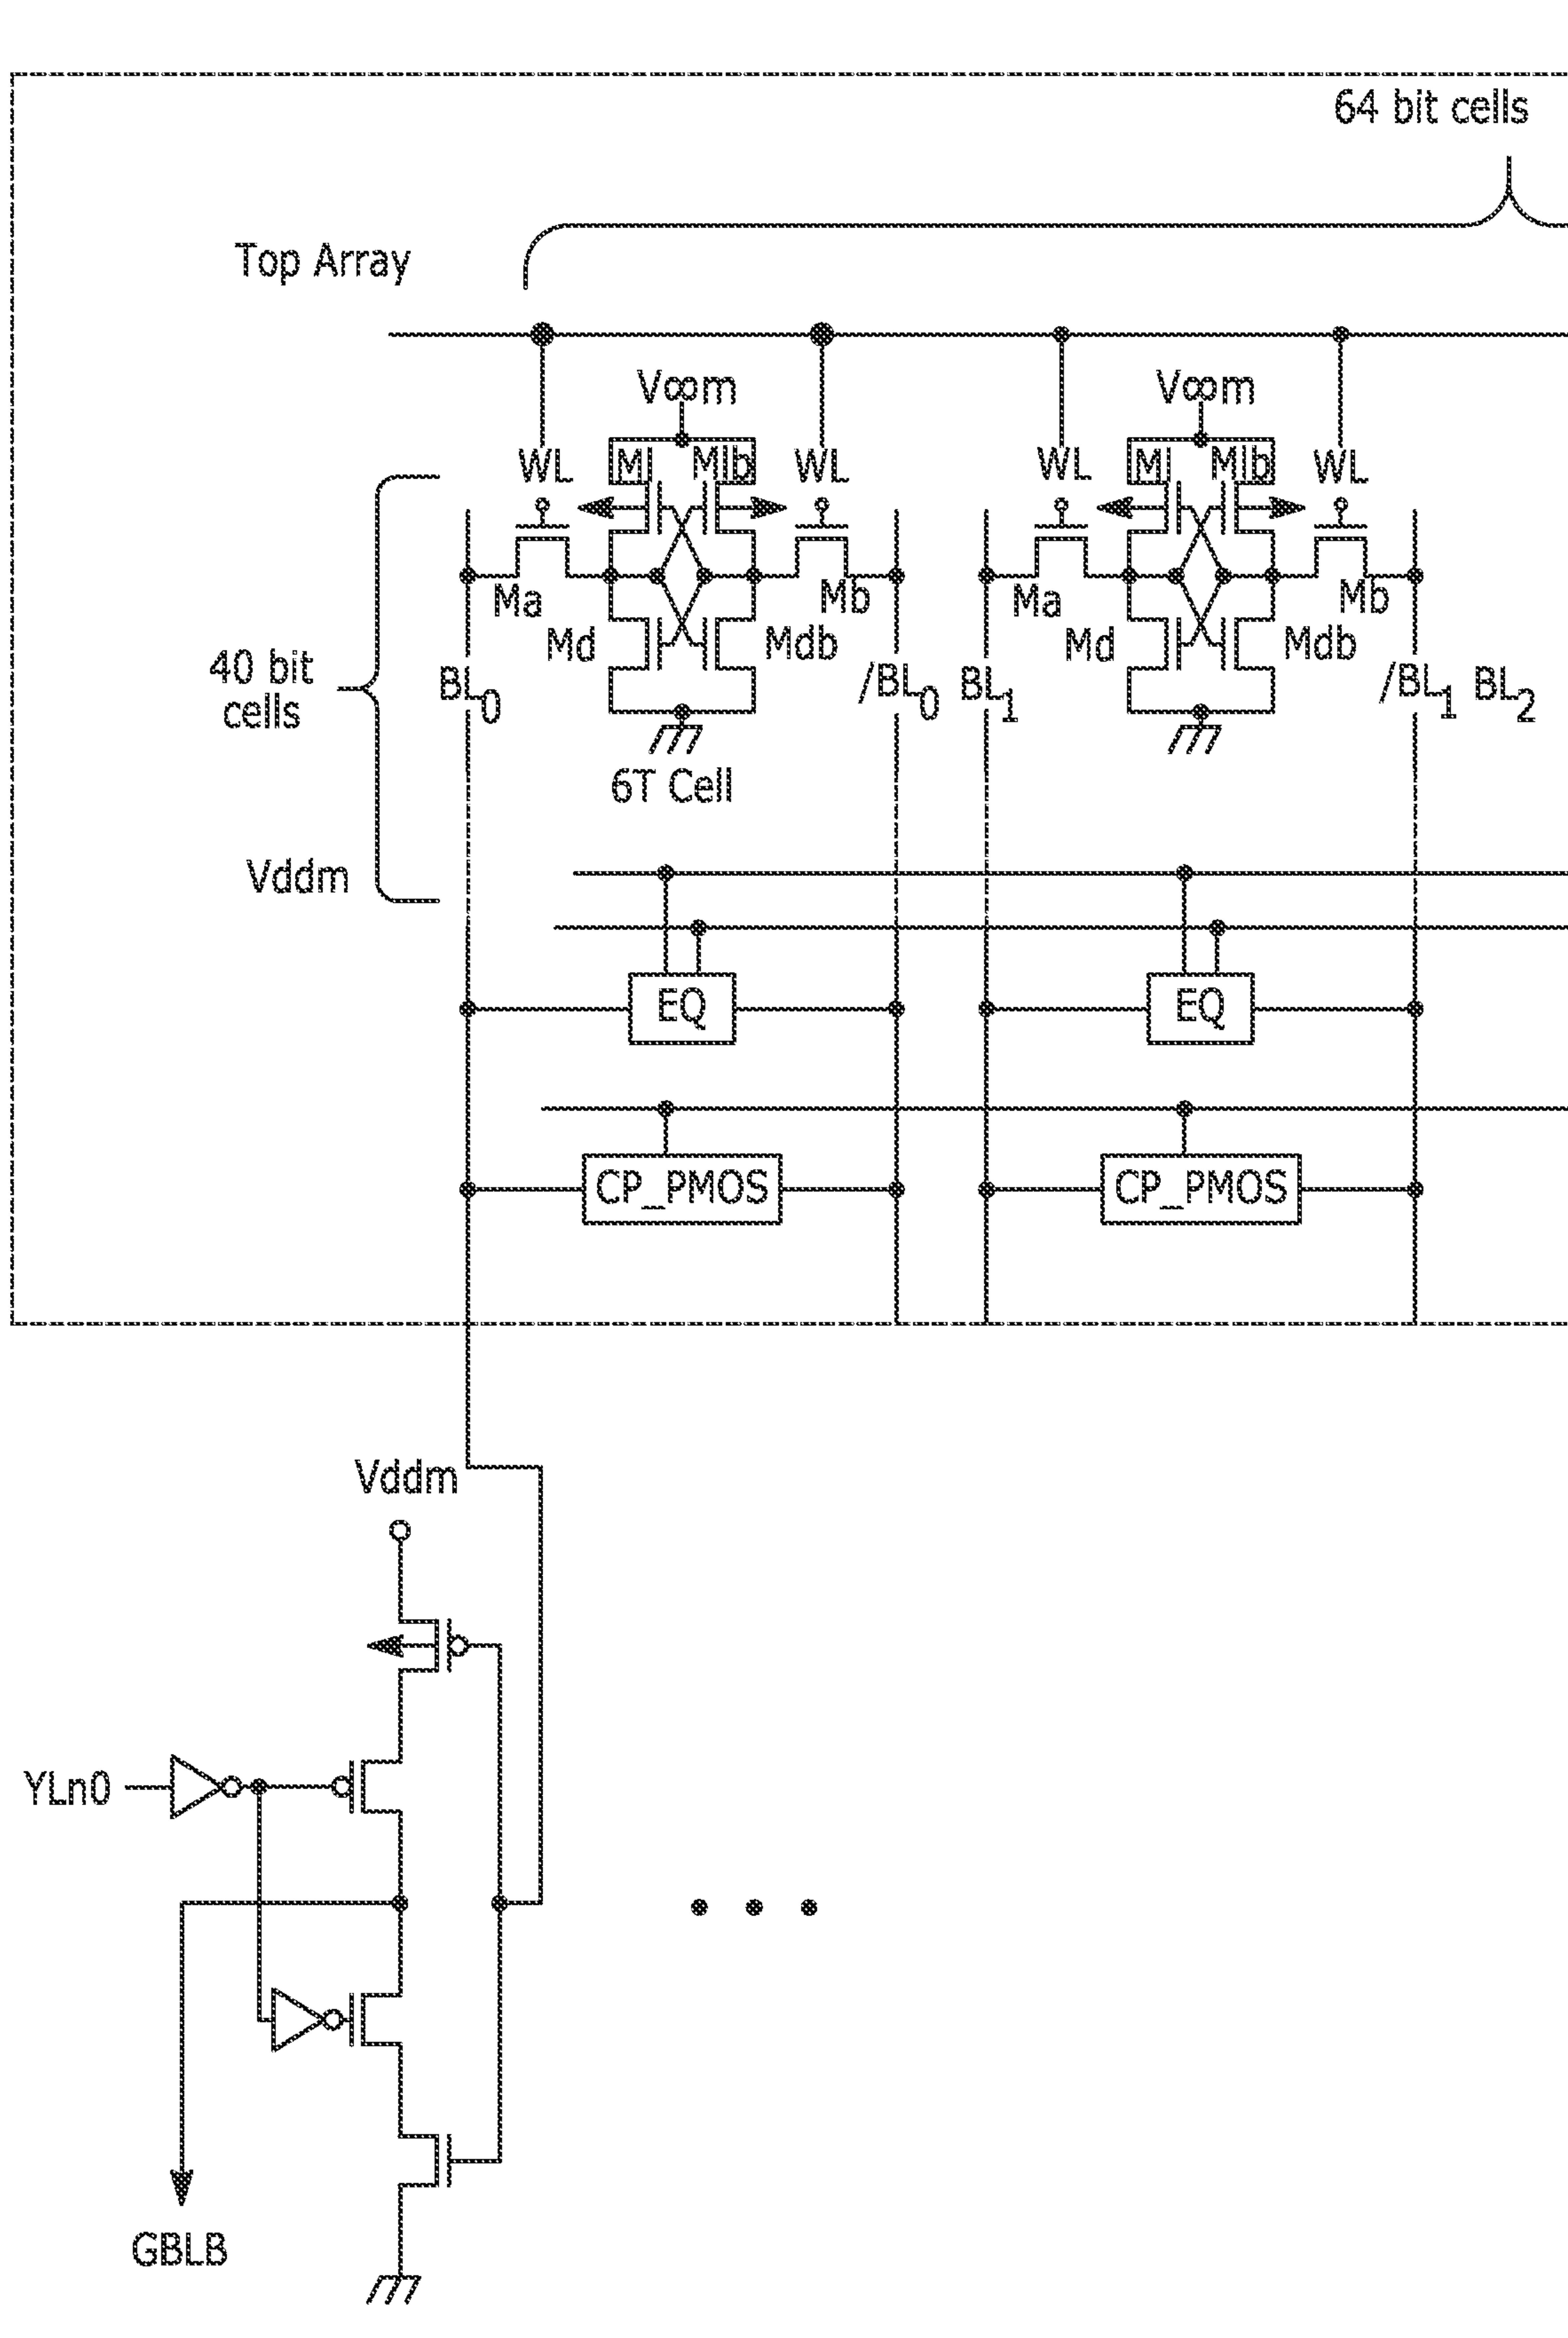 64 bit cells
Top Array
V∞m V∞m
WL Ml Mlb WL WL Ml Mlb WL
Ma Mb Ma Mb
Md Mdb Md Mdb
40 bit
cells
BL0 /BL0 BL1 /BL1 BL2
6T Cell
Vddm
EQ EQ
CP_PMOS CP_PMOS
Vddm
YLn0
GBLB